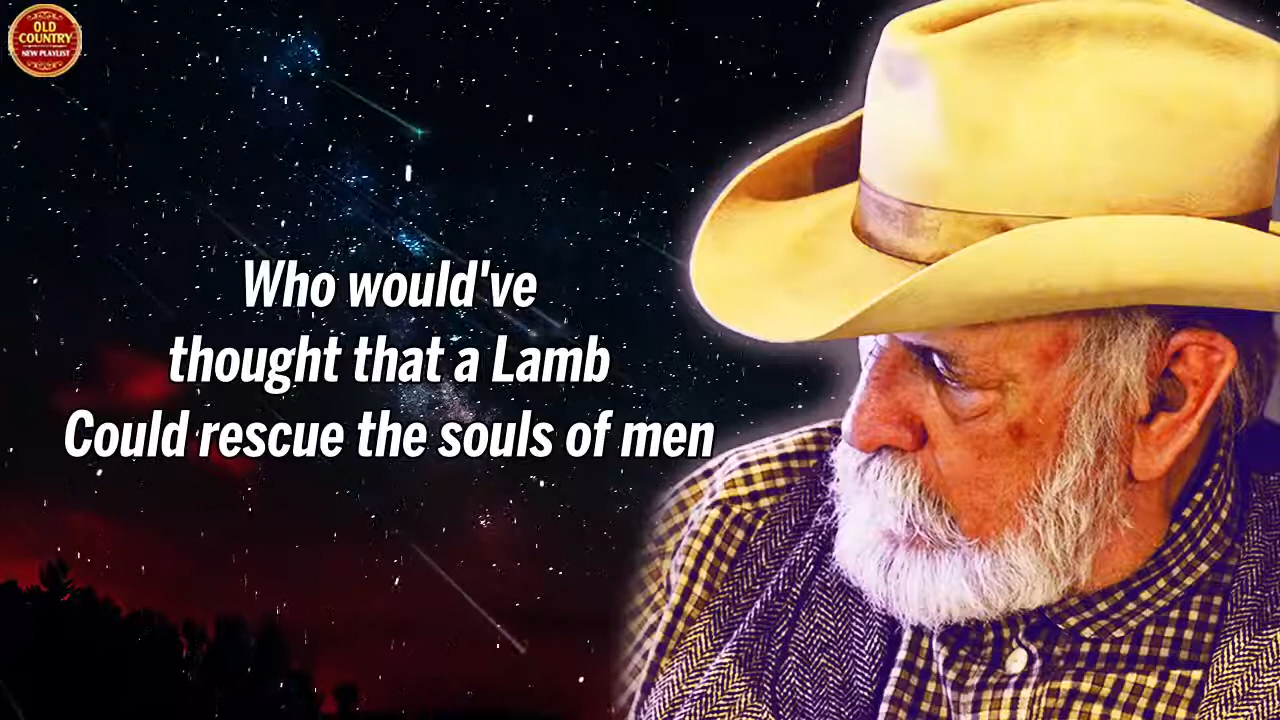 OLD
COUNTRY
NEW PLAYLIST
Who would've
thought that a Lamb
Could rescue the souls of men